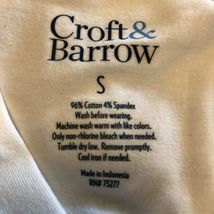 Croft&
Barrow
S
96% Cotton 4% Spandex
Wash before wearing.
Machine wash warm with like colors.
Only non-chlorine bleach when needed.
Tumble dry low. Remove promptly.
Cool iron if needed.
Made in Indonesia
RN# 73277